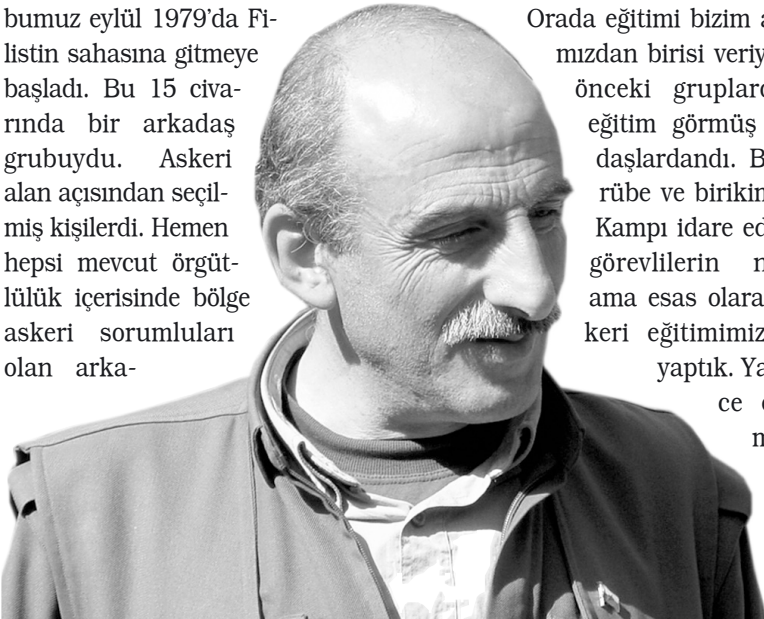 bumuz eylül 1979’da Fi-
listin sahasına gitmeye
başladı. Bu 15 civa-
rında bir arkadaş
grubuydu. Askeri
alan açısından seçil-
miş kişilerdi. Hemen
hepsi mevcut örgüt-
lülük içerisinde bölge
askeri sorumluları
olan arka-
Orada eğitimi bizim a
mızdan birisi veriy
önceki gruplard
eğitim görmüş
daşlardandı. B
rübe ve birikim
Kampı idare ed
görevlilerin n
ama esas olara
keri eğitimimiz
yaptık. Ya
ce
m